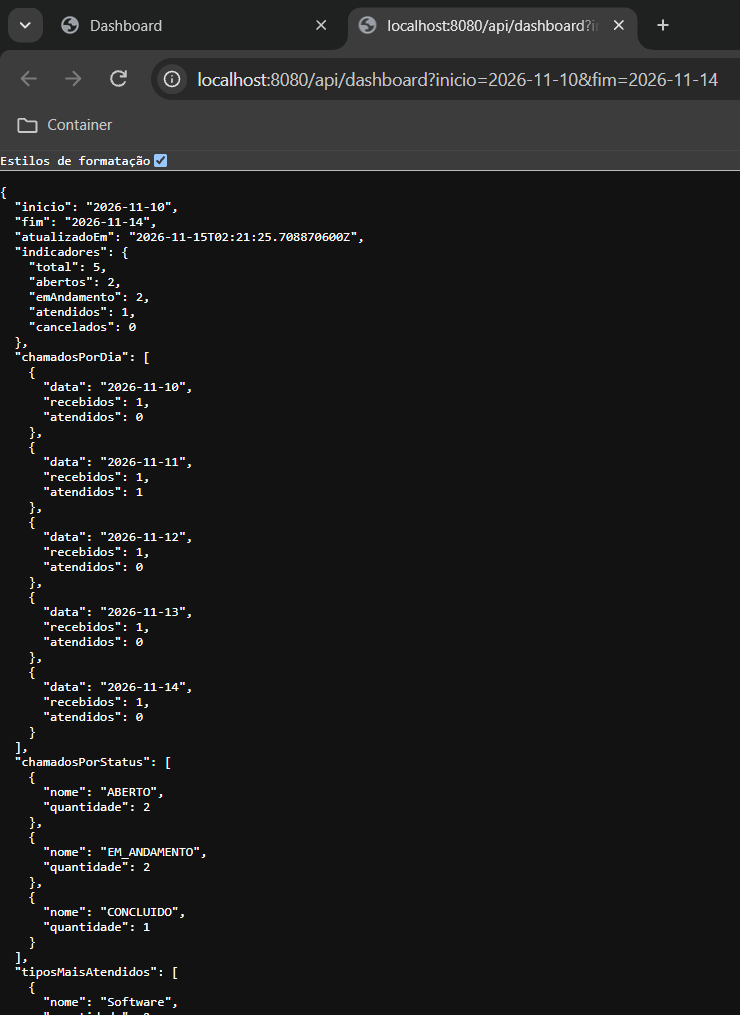 Dashboard
localhost:8080/api/dashboard?i
localhost:8080/api/dashboard?inicio=2026-11-10&fim=2026-11-14
Container
Estilos de formatação
{
"inicio": "2026-11-10",
"fim": "2026-11-14",
"atualizadoEm": "2026-11-15T02:21:25.708870600Z",
"indicadores": {
"total": 5,
"abertos": 2,
"emAndamento": 2,
"atendidos": 1,
"cancelados": 0
},
"chamadosPorDia": [
{
"data": "2026-11-10",
"recebidos": 1,
"atendidos": 0
},
{
"data": "2026-11-11",
"recebidos": 1,
"atendidos": 1
},
{
"data": "2026-11-12",
"recebidos": 1,
"atendidos": 0
},
{
"data": "2026-11-13",
"recebidos": 1,
"atendidos": 0
},
{
"data": "2026-11-14",
"recebidos": 1,
"atendidos": 0
}
],
"chamadosPorStatus": [
{
"nome": "ABERTO",
"quantidade": 2
},
{
"nome": "EM_ANDAMENTO",
"quantidade": 2
},
{
"nome": "CONCLUIDO",
"quantidade": 1
}
],
"tiposMaisAtendidos": [
{
"nome": "Software",